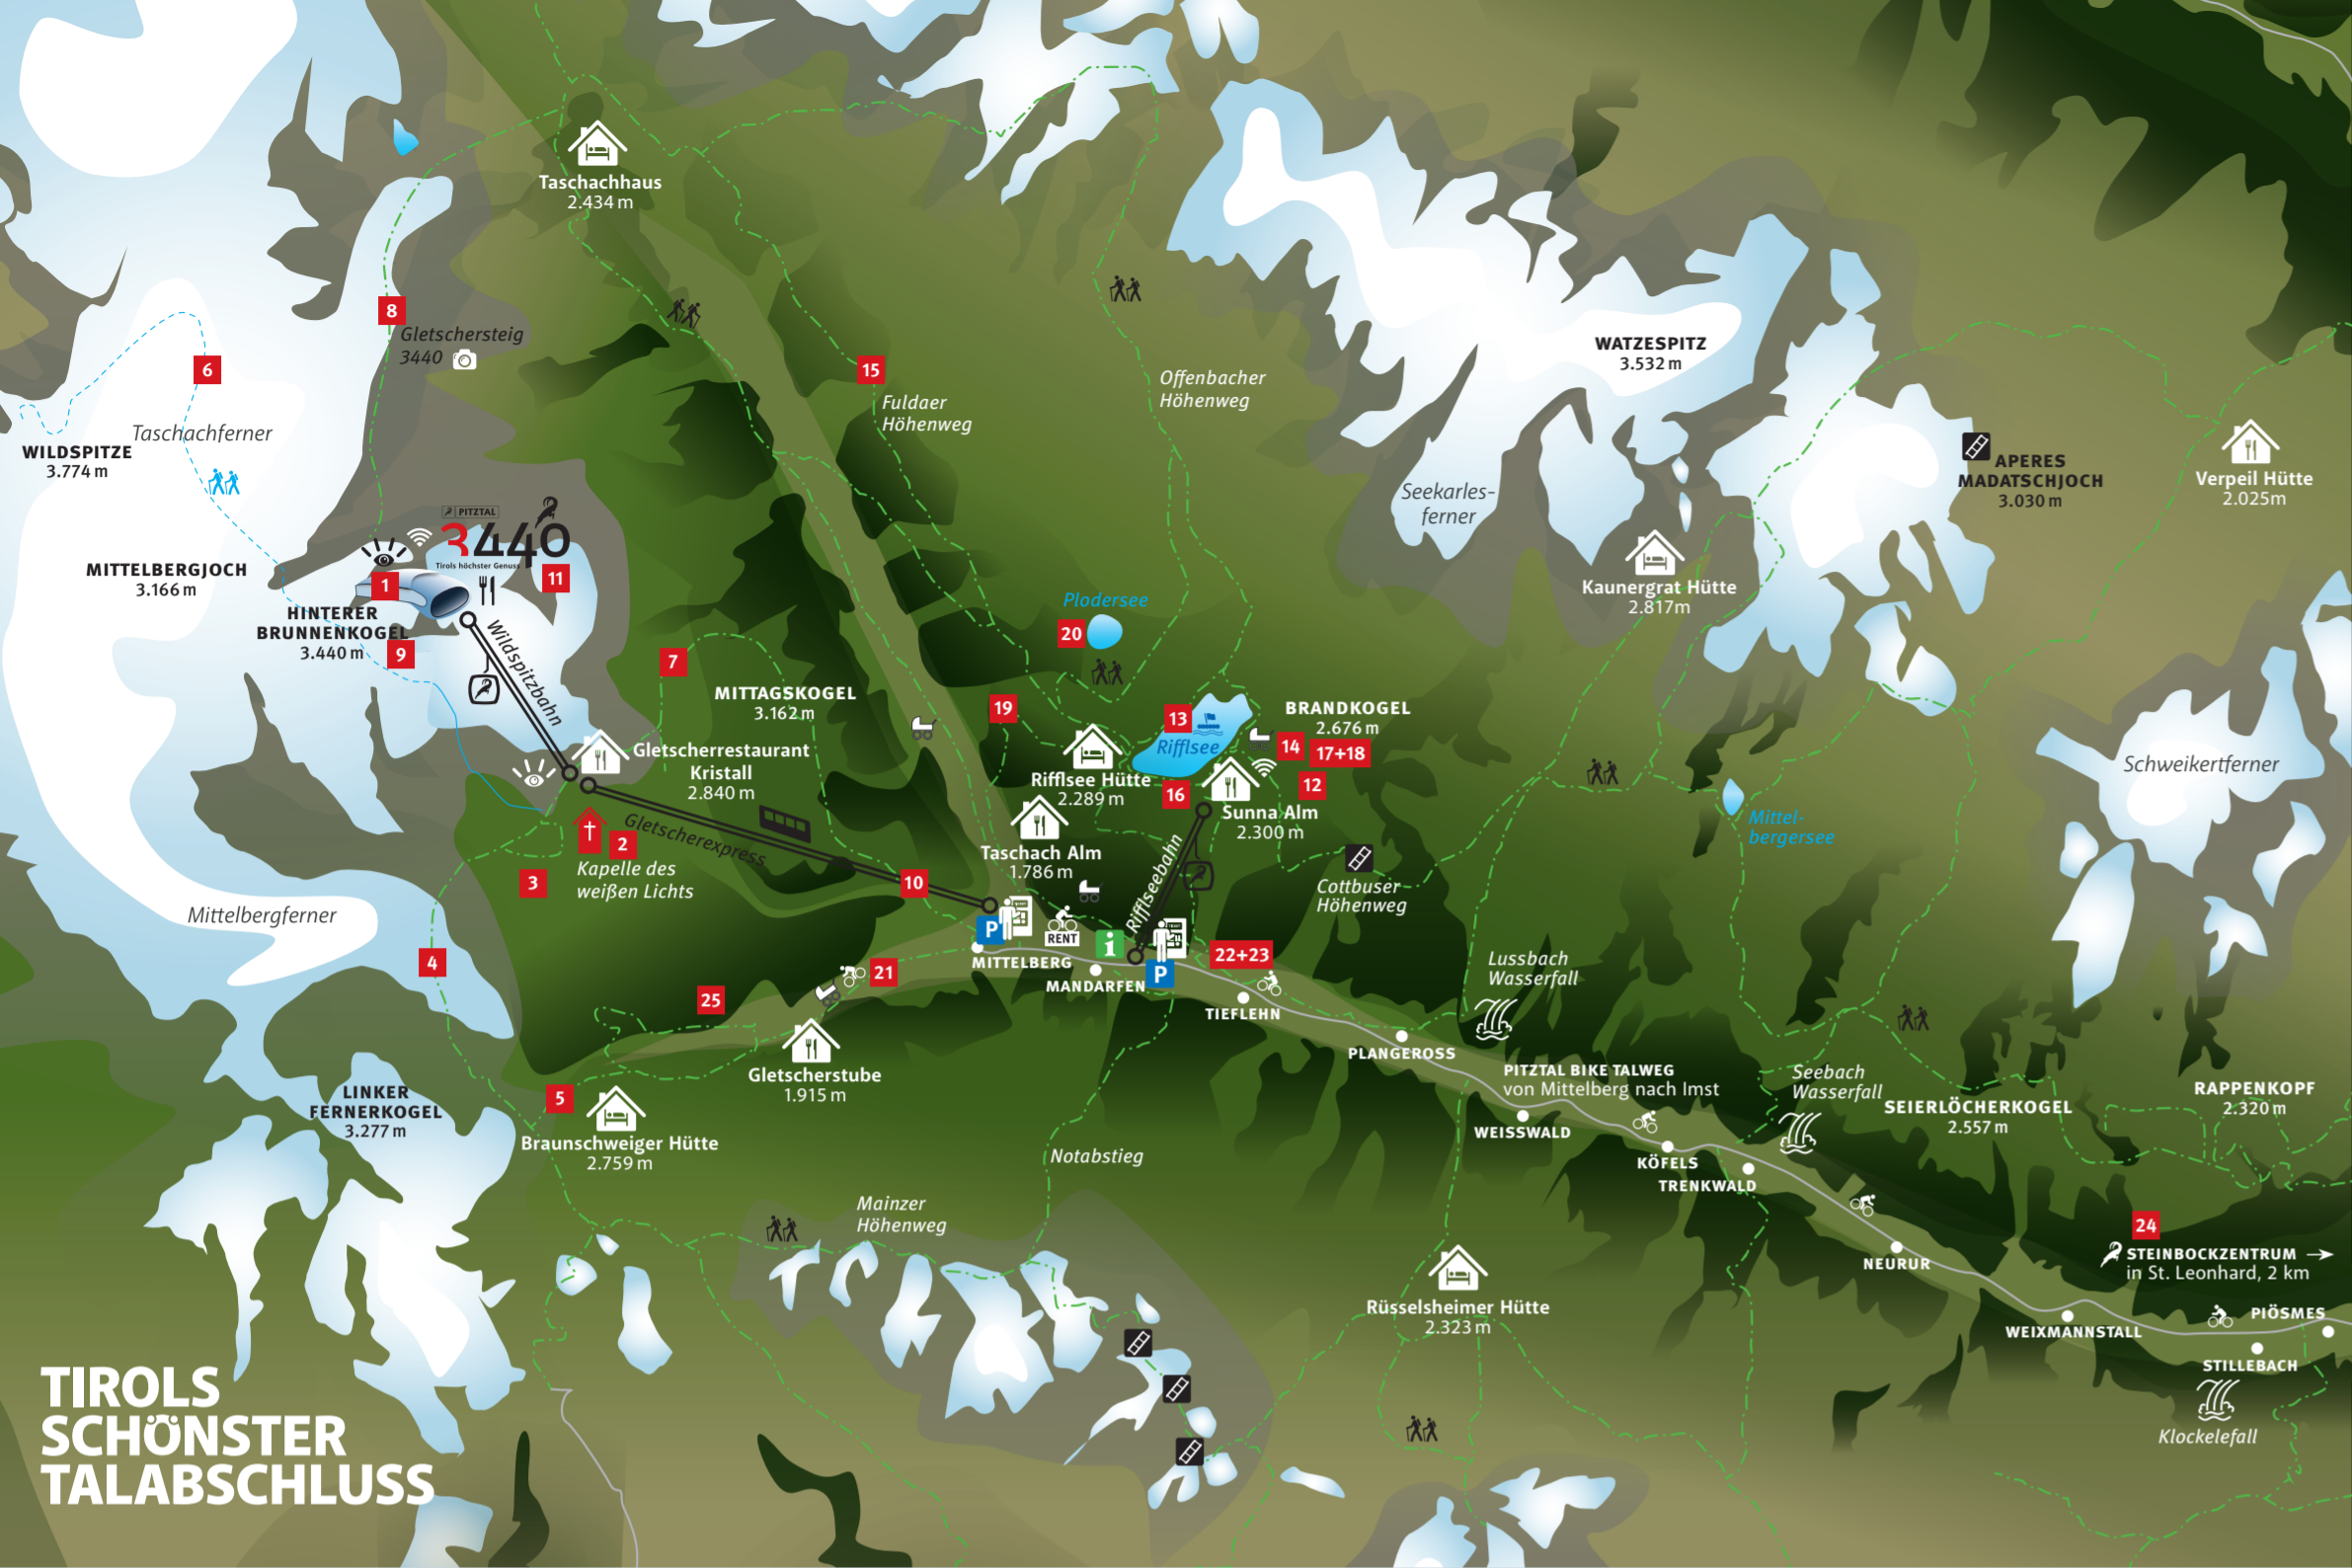 Taschachhaus
2.434 m
8
Gletschersteig
3440
6
15
Fuldaer
Höhenweg
Offenbacher
Höhenweg
WATZESPITZ
3.532 m
Taschachferner
WILDSPITZE
3.774 m
Seekarles-
ferner
APERES
MADATSCHJOCH
3.030 m
Verpeil Hütte
2.025m
PITZTAL
3440
Tirols höchster Genuss
11
MITTELBERGJOCH
3.166 m
1
HINTERER
BRUNNENKOGEL
3.440 m
9
Wildspitzbahn
Kaunergrat Hütte
2.817m
Plodersee
20
7
MITTAGSKOGEL
3.162 m
19
13
Rifflsee
BRANDKOGEL
2.676 m
14
17+18
12
16
Rifflsee Hütte
2.289 m
Sunna Alm
2.300 m
Gletscherrestaurant
Kristall
2.840 m
Gletscherexpress
2
Kapelle des
weißen Lichts
3
10
Taschach Alm
1.786 m
Rifflseebahn
Cottbuser
Höhenweg
Mittel-
bergersee
Schweikertferner
Mittelbergferner
4
P
RENT
i
P
MITTELBERG
MANDARFEN
22+23
TIEFLEHN
21
25
Gletscherstube
1.915 m
PLANGEROSS
Lussbach
Wasserfall
PITZTAL BIKE TALWEG
von Mittelberg nach Imst
WEISSWALD
Seebach
Wasserfall
KÖFELS
TRENKWALD
SEIERLÖCHERKOGEL
2.557 m
RAPPENKOPF
2.320 m
LINKER
FERNERKOGEL
3.277 m
5
Braunschweiger Hütte
2.759 m
Notabstieg
Mainzer
Höhenweg
Rüsselsheimer Hütte
2.323 m
NEURUR
24
STEINBOCKZENTRUM
in St. Leonhard, 2 km
WEIXMANNSTALL
PIÖSMES
STILLEBACH
Klockelefall
TIROLS
SCHÖNSTER
TALABSCHLUSS